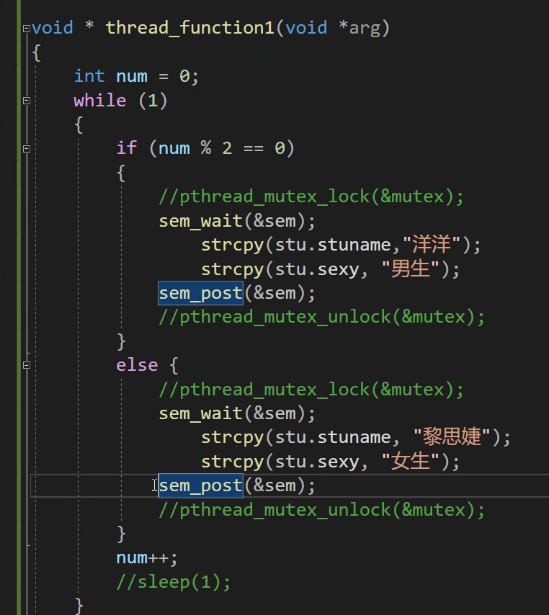 void * thread_function1(void *arg)
{
int num = 0;
while (1)
{
if (num % 2 == 0)
{
//pthread_mutex_lock(&mutex);
sem_wait(&sem);
strcpy(stu.stuname,"洋洋");
strcpy(stu.sexy, "男生");
sem_post(&sem);
//pthread_mutex_unlock(&mutex);
}
else {
//pthread_mutex_lock(&mutex);
sem_wait(&sem);
strcpy(stu.stuname, "黎思婕");
strcpy(stu.sexy, "女生");
sem_post(&sem);
//pthread_mutex_unlock(&mutex);
}
num++;
//sleep(1);
}